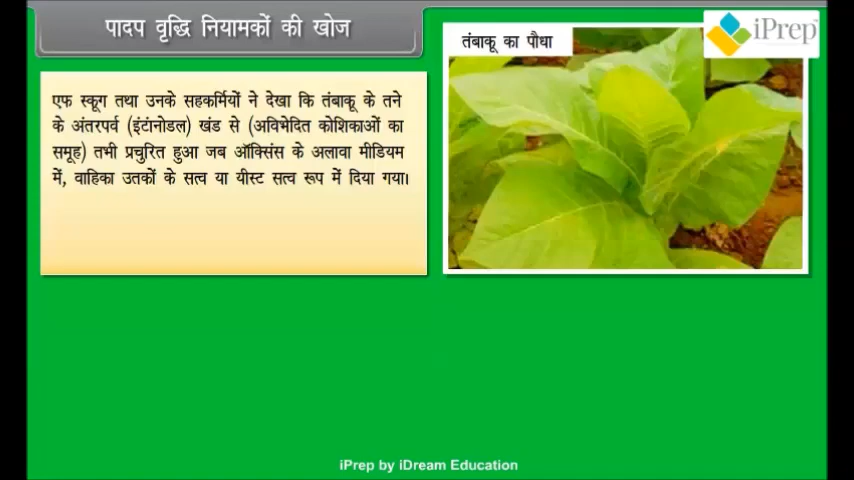 पादप वृद्धि नियामकों की खोज
तंबाकू का पौधा
iPrep
एफ स्कूग तथा उनके सहकर्मियों ने देखा कि तंबाकू के तने
के अंतरपर्व (इंटांनोडल) खंड से (अविभेदित कोशिकाओं का
समूह) तभी प्रचुरित हुआ जब ऑक्सिंस के अलावा मीडियम
में, वाहिका उतकों के सत्व या यीस्ट सत्व रूप में दिया गया।
iPrep by iDream Education